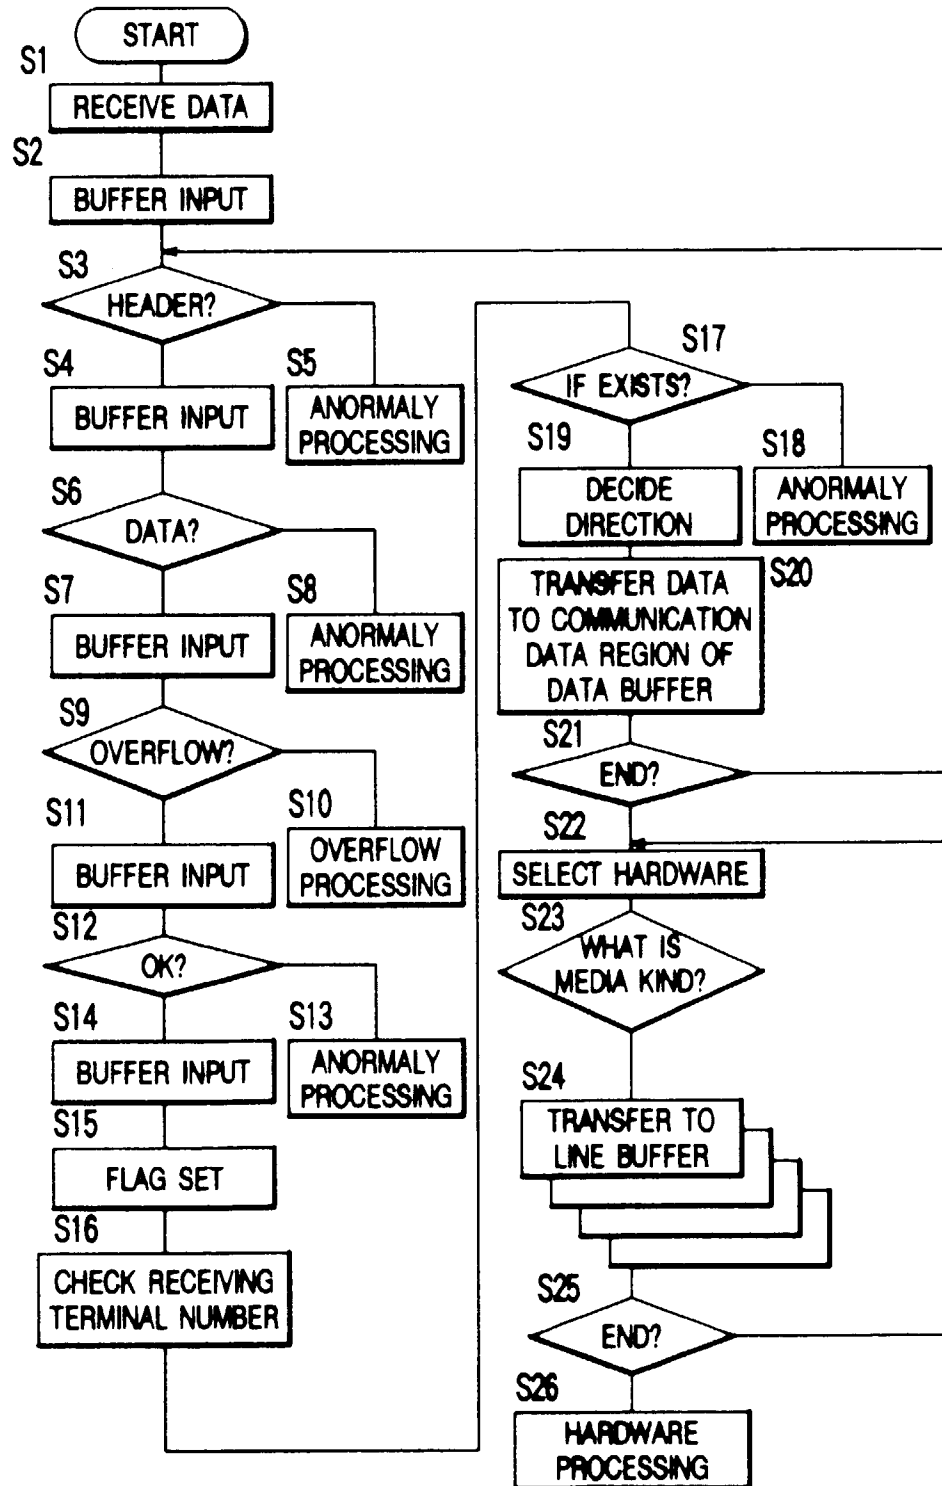 START
S1
RECEIVE DATA
S2
BUFFER INPUT
S3
HEADER?
S4
BUFFER INPUT
S5
ANORMALY
PROCESSING
S6
DATA?
S7
BUFFER INPUT
S8
ANORMALY
PROCESSING
S9
OVERFLOW?
S10
OVERFLOW
PROCESSING
S11
BUFFER INPUT
S12
OK?
S13
ANORMALY
PROCESSING
S14
BUFFER INPUT
S15
FLAG SET
S16
CHECK RECEIVING
TERMINAL NUMBER
S17
IF EXISTS?
S18
ANORMALY
PROCESSING
S19
DECIDE
DIRECTION
S20
TRANSFER DATA
TO COMMUNICATION
DATA REGION OF
DATA BUFFER
S21
END?
S22
SELECT HARDWARE
S23
WHAT IS
MEDIA KIND?
S24
TRANSFER TO
LINE BUFFER
S25
END?
S26
HARDWARE
PROCESSING